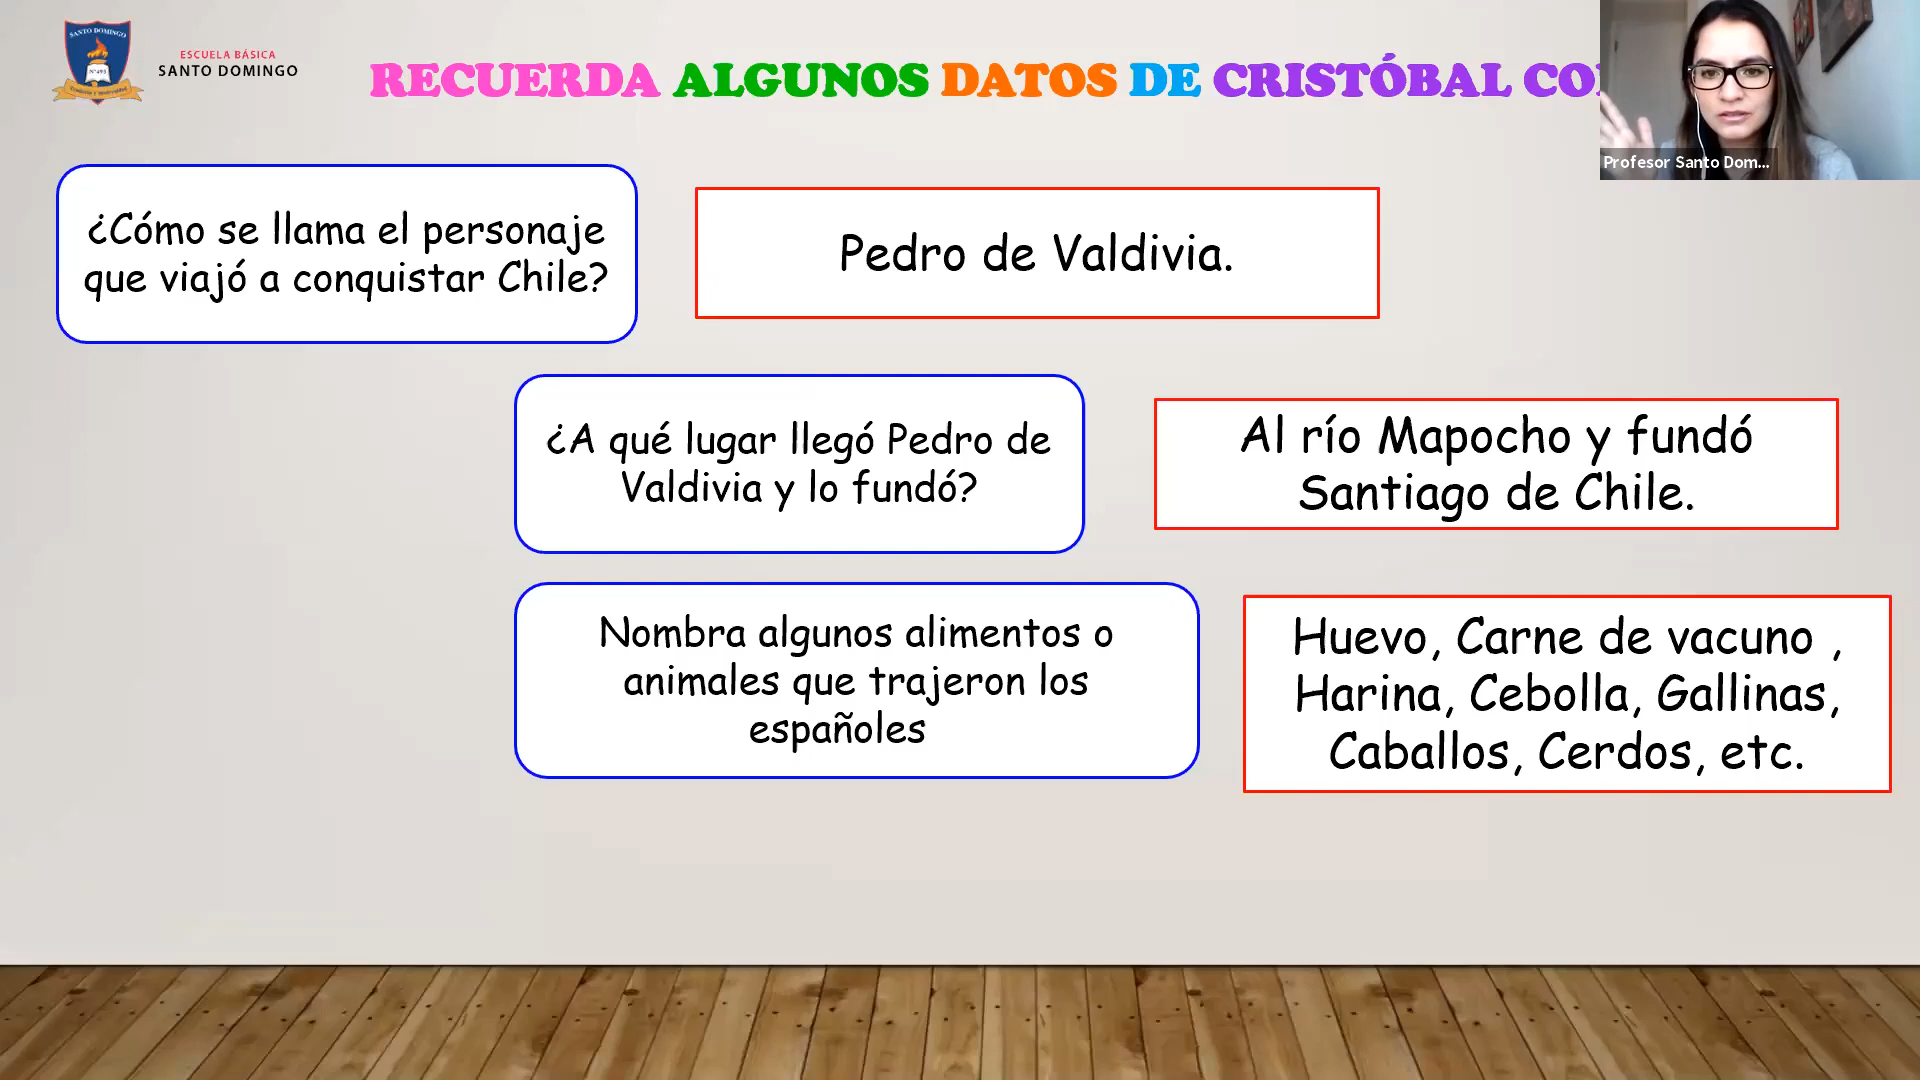 SANTO DOMINGO
N°495
ESCUELA BÁSICA
SANTO DOMINGO
RECUERDA ALGUNOS DATOS DE CRISTÓBAL CO
Profesor Santo Dom...
¿Cómo se llama el personaje
que viajó a conquistar Chile?
Pedro de Valdivia.
¿A qué lugar llegó Pedro de
Valdivia y lo fundó?
Al río Mapocho y fundó
Santiago de Chile.
Nombra algunos alimentos o
animales que trajeron los
españoles
Huevo, Carne de vacuno ,
Harina, Cebolla, Gallinas,
Caballos, Cerdos, etc.